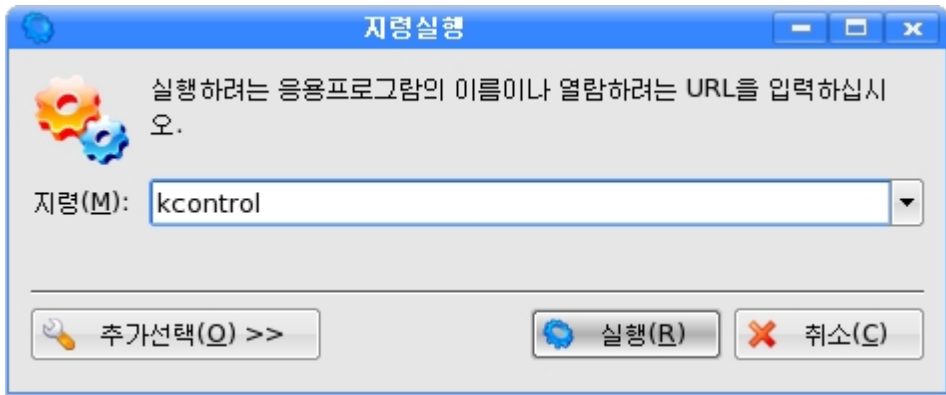 지령실행
실행하려는 응용프로그람의 이름이나 열람하려는 URL을 입력하십시
오.
지령(M): kcontrol
추가선택(O) >> 실행(R) 취소(C)